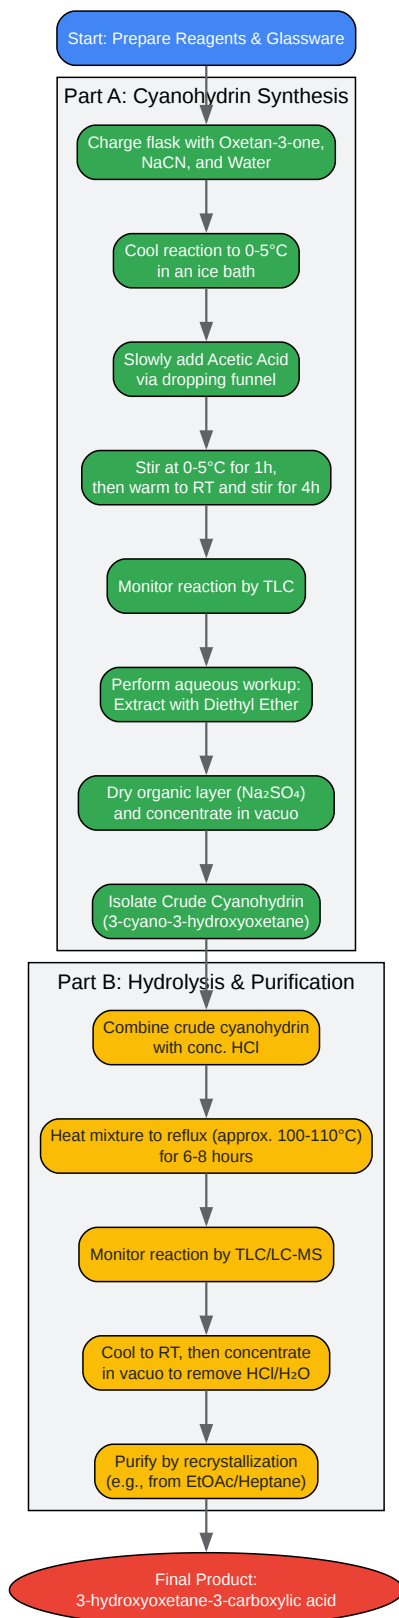 Start: Prepare Reagents & Glassware
Part A: Cyanohydrin Synthesis
Charge flask with Oxetan-3-one,
NaCN, and Water
Cool reaction to 0-5°C
in an ice bath
Slowly add Acetic Acid
via dropping funnel
Stir at 0-5°C for 1h,
then warm to RT and stir for 4h
Monitor reaction by TLC
Perform aqueous workup:
Extract with Diethyl Ether
Dry organic layer (Na₂SO₄)
and concentrate in vacuo
Isolate Crude Cyanohydrin
(3-cyano-3-hydroxyoxetane)
Part B: Hydrolysis & Purification
Combine crude cyanohydrin
with conc. HCl
Heat mixture to reflux (approx. 100-110°C)
for 6-8 hours
Monitor reaction by TLC/LC-MS
Cool to RT, then concentrate
in vacuo to remove HCl/H₂O
Purify by recrystallization
(e.g., from EtOAc/Heptane)
Final Product:
3-hydroxyoxetane-3-carboxylic acid